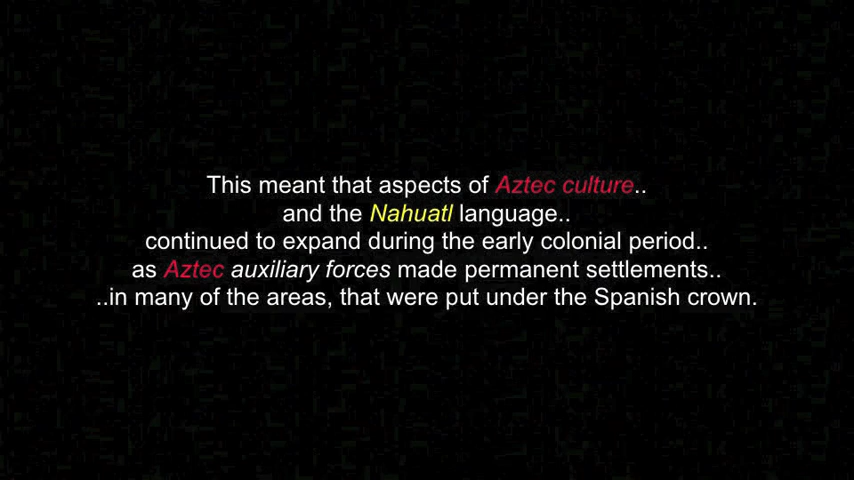 This meant that aspects of Aztec culture..
and the Nahuatl language..
continued to expand during the early colonial period..
as Aztec auxiliary forces made permanent settlements..
..in many of the areas, that were put under the Spanish crown.